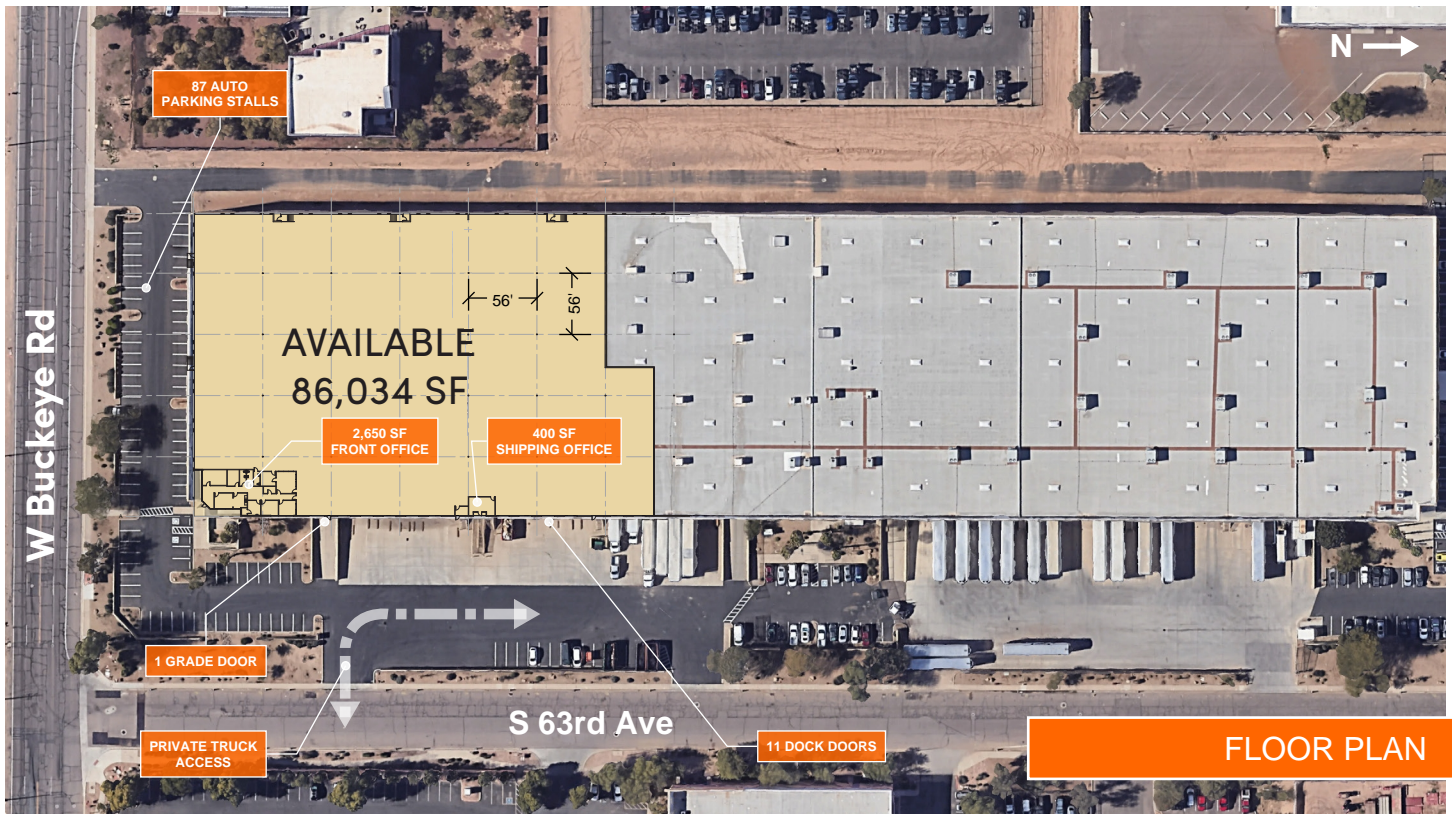 N
87 AUTO
PARKING STALLS
56'
56'
AVAILABLE
86,034 SF
2,650 SF
FRONT OFFICE
400 SF
SHIPPING OFFICE
W Buckeye Rd
1 GRADE DOOR
PRIVATE TRUCK
ACCESS
S 63rd Ave
11 DOCK DOORS
FLOOR PLAN